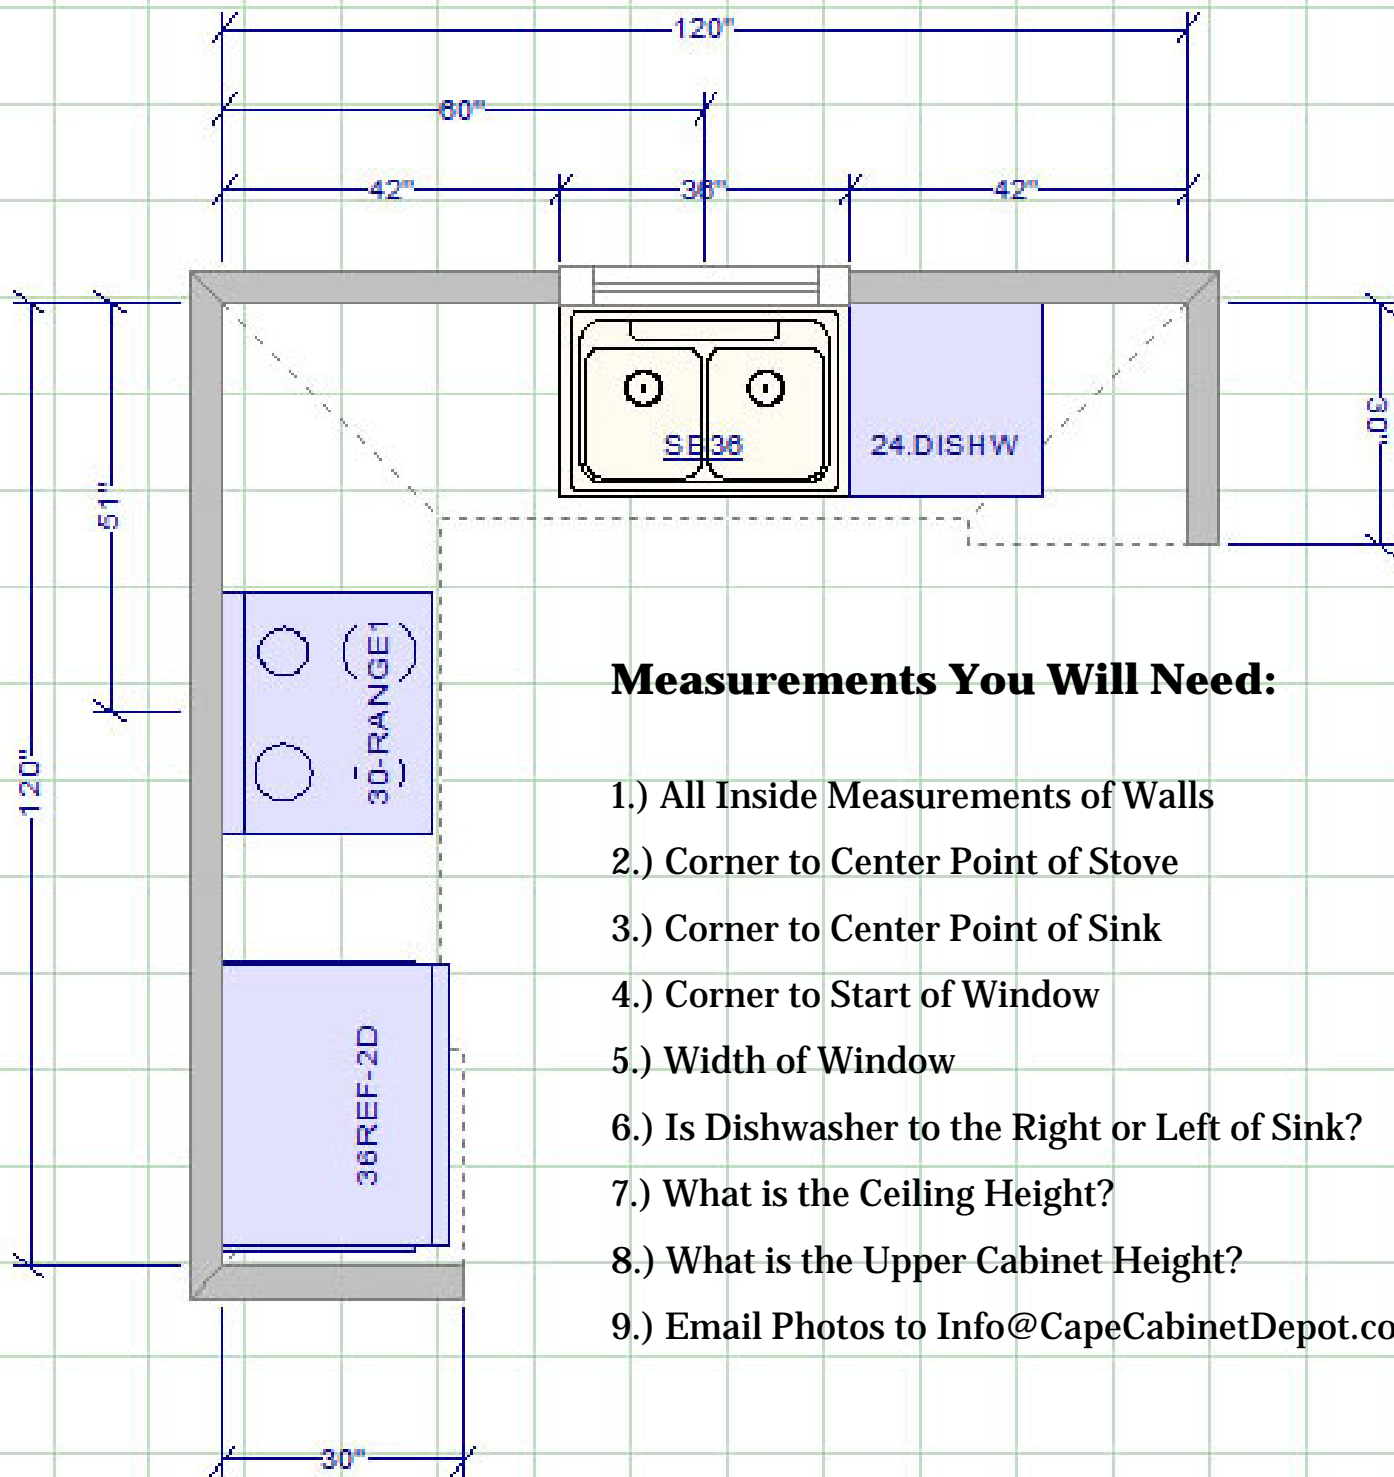 120"
60"
42" 36" 42"
SB36
24.DISHW
30"
51"
30-RANGE1
120"
36REF-2D
30"
Measurements You Will Need:
1.) All Inside Measurements of Walls
2.) Corner to Center Point of Stove
3.) Corner to Center Point of Sink
4.) Corner to Start of Window
5.) Width of Window
6.) Is Dishwasher to the Right or Left of Sink?
7.) What is the Ceiling Height?
8.) What is the Upper Cabinet Height?
9.) Email Photos to Info@CapeCabinetDepot.co